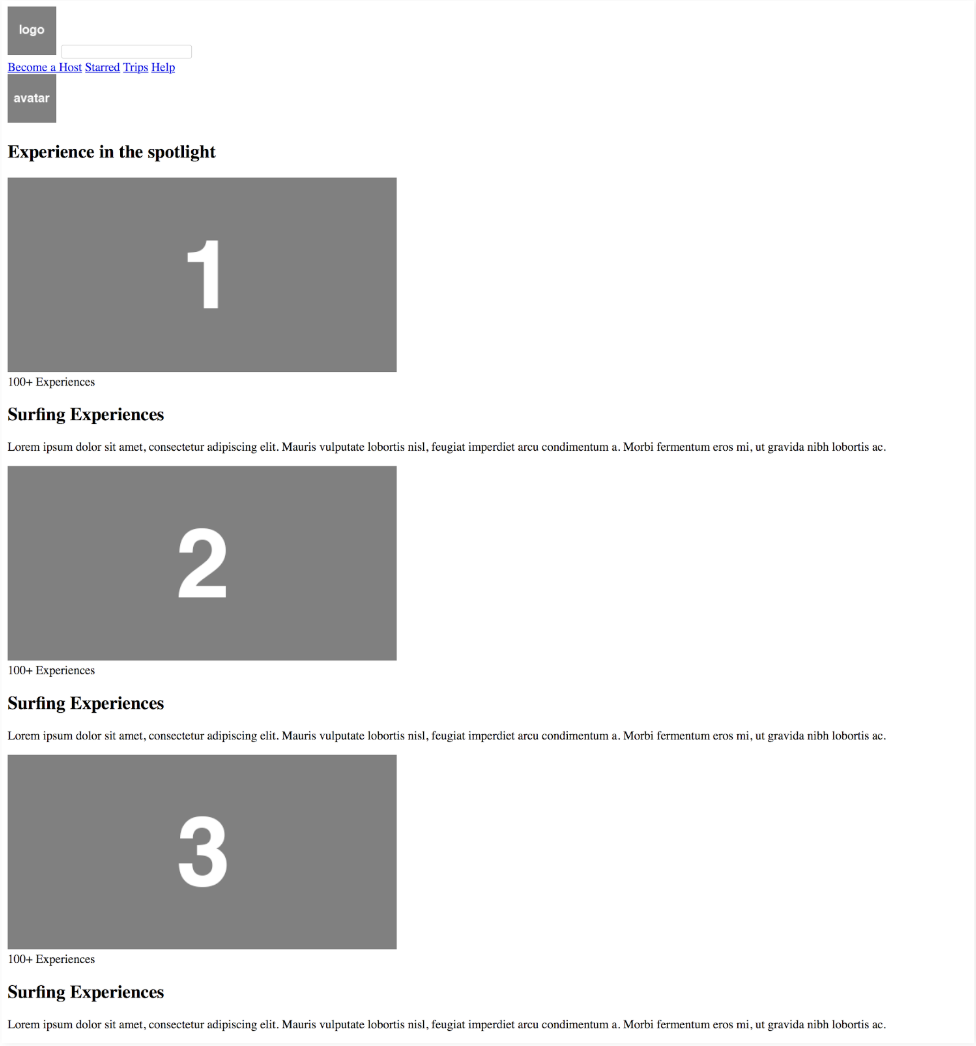 logo
Become a Host Starred Trips Help
avatar
Experience in the spotlight
1
100+ Experiences
Surfing Experiences
Lorem ipsum dolor sit amet, consectetur adipiscing elit. Mauris vulputate lobortis nisl, feugiat imperdiet arcu condimentum a. Morbi fermentum eros mi, ut gravida nibh lobortis ac.
2
100+ Experiences
Surfing Experiences
Lorem ipsum dolor sit amet, consectetur adipiscing elit. Mauris vulputate lobortis nisl, feugiat imperdiet arcu condimentum a. Morbi fermentum eros mi, ut gravida nibh lobortis ac.
3
100+ Experiences
Surfing Experiences
Lorem ipsum dolor sit amet, consectetur adipiscing elit. Mauris vulputate lobortis nisl, feugiat imperdiet arcu condimentum a. Morbi fermentum eros mi, ut gravida nibh lobortis ac.